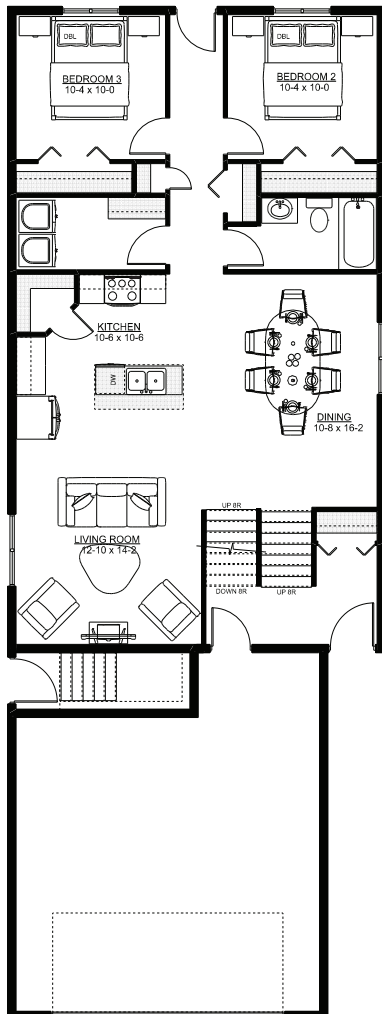 DBL
DBL
BEDROOM 3
10-4 x 10-0
BEDROOM 2
10-4 x 10-0
KITCHEN
10-6 x 10-6
DW
DINING
10-8 x 16-2
UP 8R
LIVING ROOM
12-10 x 14-2
DOWN 8R
UP 8R